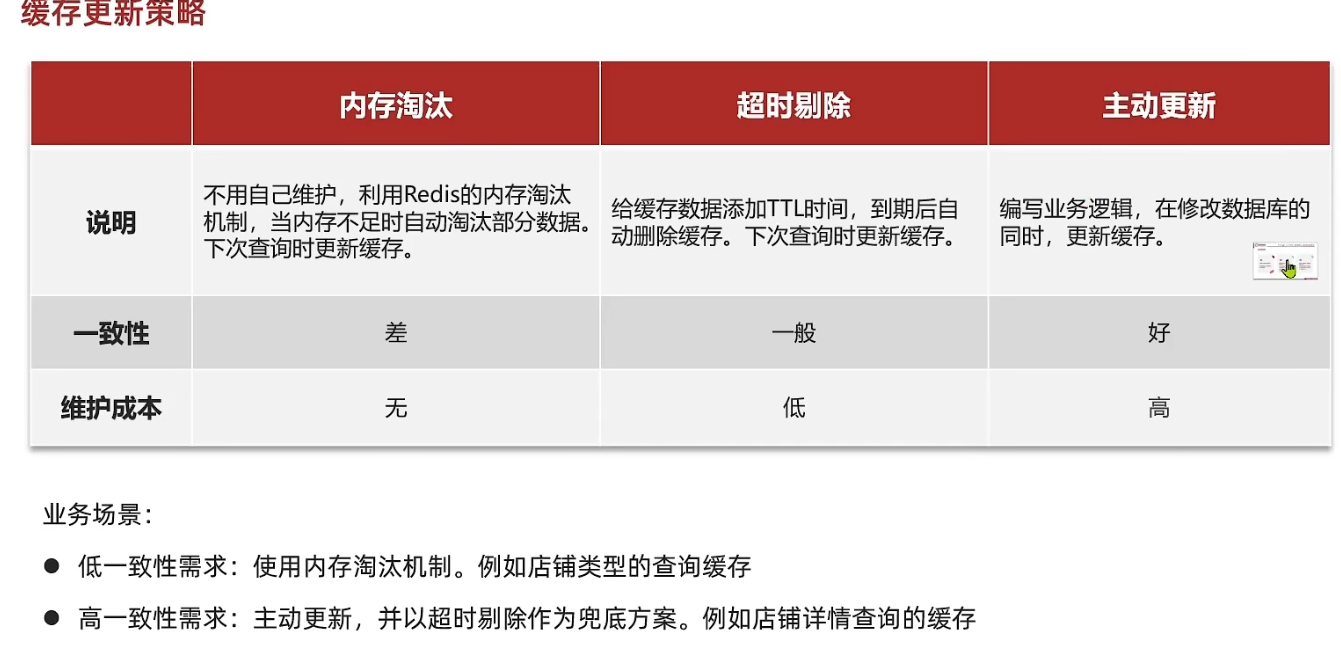 缓存更新策略
内存淘汰
超时剔除
主动更新
说明
不用自己维护，利用Redis的内存淘汰
机制，当内存不足时自动淘汰部分数据。
下次查询时更新缓存。
给缓存数据添加TTL时间，到期后自
动删除缓存。下次查询时更新缓存。
编写业务逻辑，在修改数据库的
同时，更新缓存。
一致性
差
一般
好
维护成本
无
低
高
业务场景：
● 低一致性需求：使用内存淘汰机制。例如店铺类型的查询缓存
● 高一致性需求：主动更新，并以超时剔除作为兜底方案。例如店铺详情查询的缓存